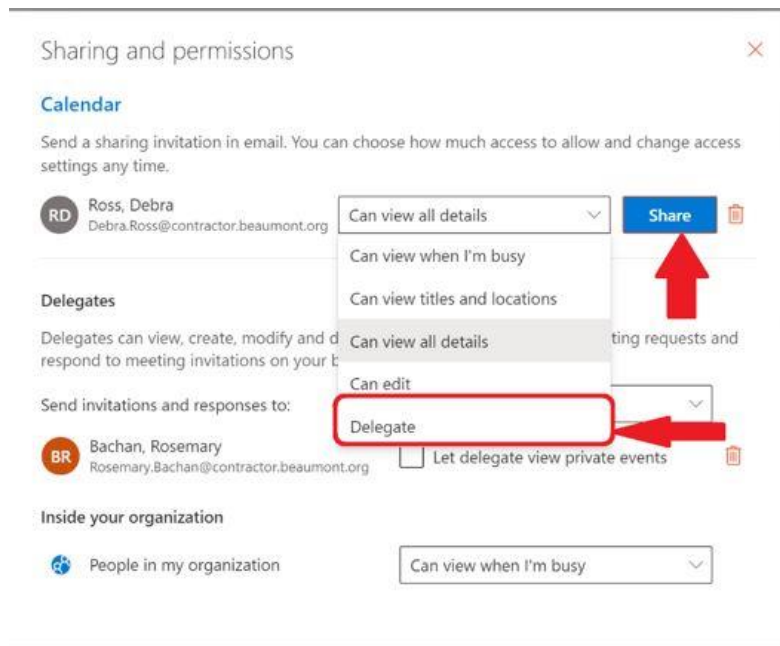 Sharing and permissions
Calendar
Send a sharing invitation in email. You can choose how much access to allow and change access
settings any time.
RD
Ross, Debra
Debra.Ross@contractor.beaumont.org
Can view all details
Share
Can view when I'm busy
Can view titles and locations
Can view all details
Can edit
Delegate
Delegates
Delegates can view, create, modify and d
ting requests and
respond to meeting invitations on your b
Send invitations and responses to:
BR
Bachan, Rosemary
Rosemary.Bachan@contractor.beaumont.org
Let delegate view private events
Inside your organization
People in my organization
Can view when I'm busy